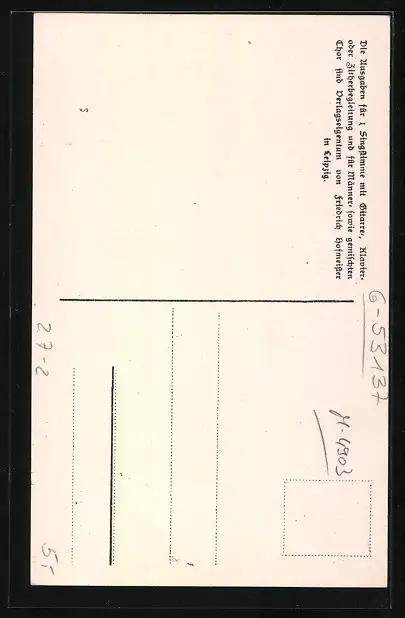 Die Ausgaben für 1 Singstimme mit Gitarre-, Klavier-
oder Zitherbegleitung und für Männer- sowie gemischten
Chor sind Verlagseigentum von Friedrich Hofmeister
in Leipzig.
G-53137
M-4903
27-2
5,-